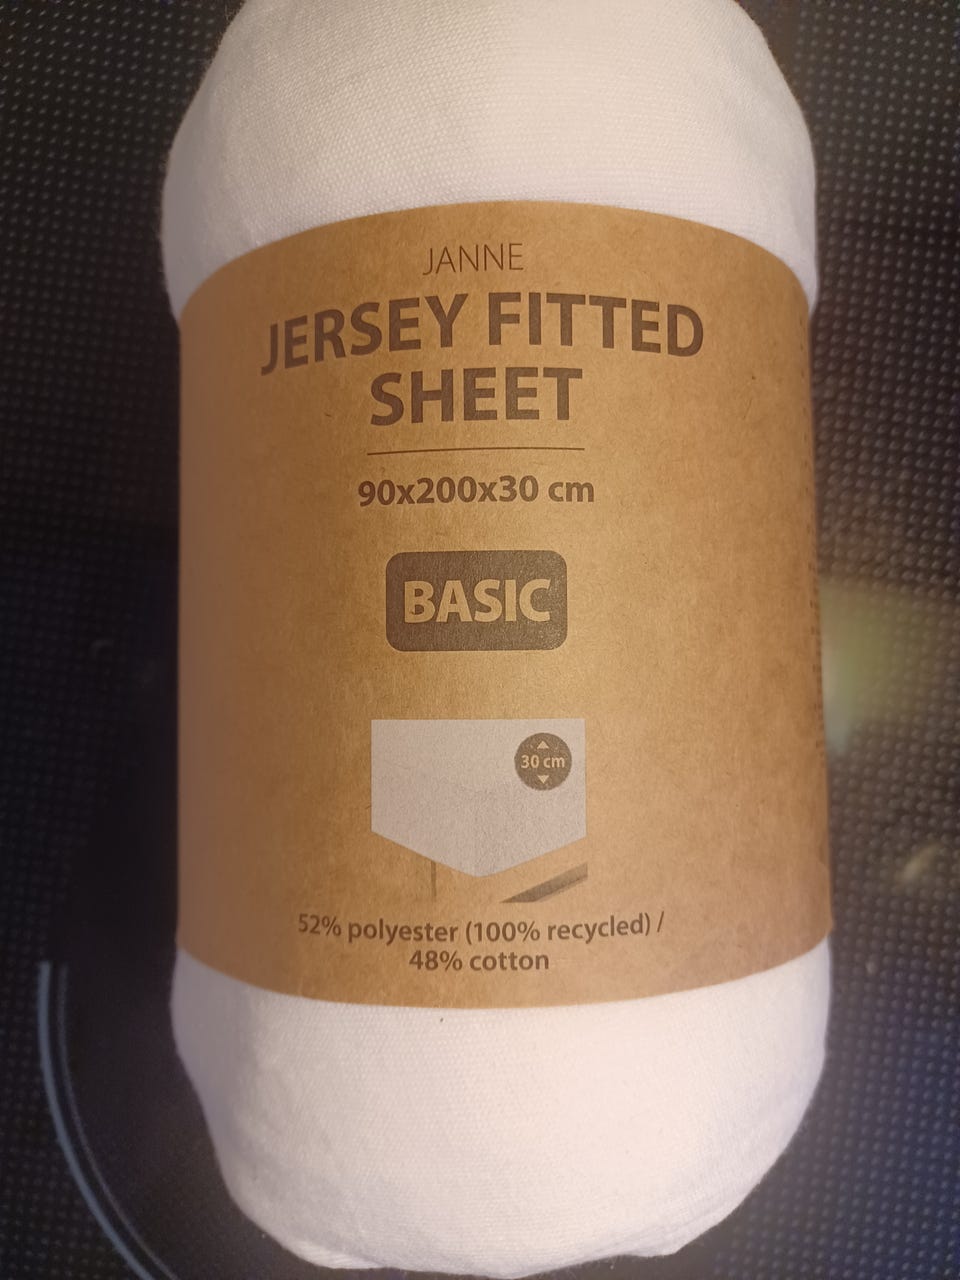 JANNE
JERSEY FITTED
SHEET
90x200x30 cm
BASIC
30 cm
52% polyester (100% recycled) /
48% cotton